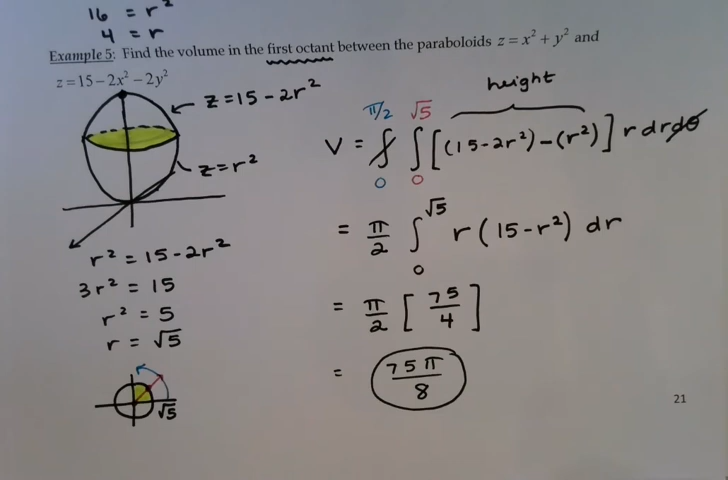 16 = r²
4 = r
Example 5: Find the volume in the first octant between the paraboloids z = x² + y² and
z = 15 − 2x² − 2y²
z = 15 − 2r²
z = r²
r² = 15 − 2r²
3r² = 15
r² = 5
r = √5
√5
height
V = ∫₀^(π/2) ∫₀^(√5) [(15 − 2r²) − (r²)] r dr dθ
= π/2 ∫₀^(√5) r (15 − r²) dr
= π/2 [75/4]
= 75π/8
21